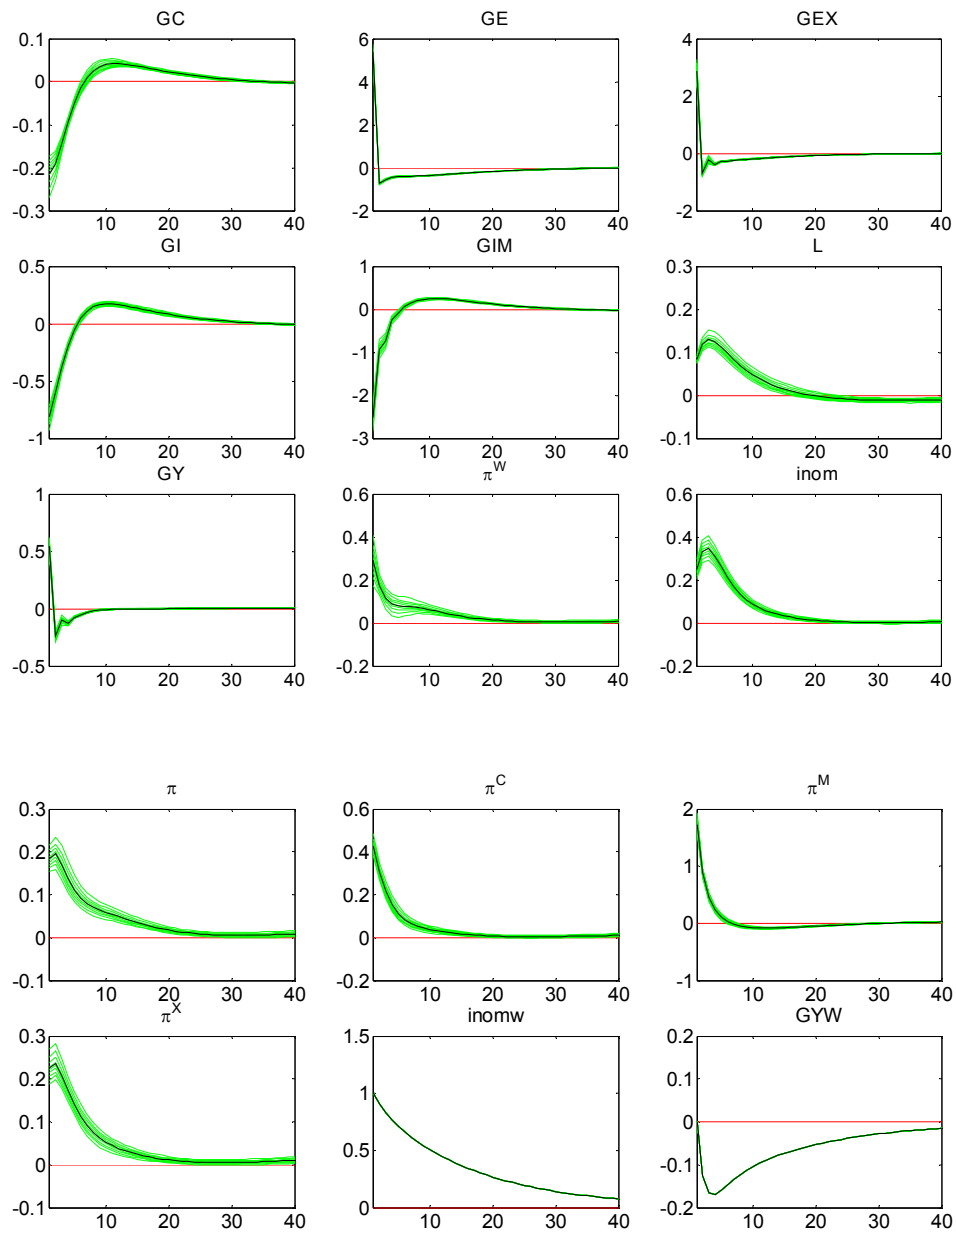 GC GE GEX
0.1 6 4
0 4 2
-0.1 2 0
-0.2 0
-0.3 -2 -2
10 20 30 40 10 20 30 40 10 20 30 40
GI GIM L
0.5 1 0.3
0 0 0.2
-0.5 -1 0.1
-2 0
-1 -3 -0.1
10 20 30 40 10 20 30 40 10 20 30 40
GY π^W inom
1 0.6 0.6
0.5 0.4 0.4
0 0.2 0.2
0 0
-0.5 -0.2 -0.2
10 20 30 40 10 20 30 40 10 20 30 40
π π^C π^M
0.3 0.6 2
0.2 0.4 1
0.1 0.2 0
0 0
-0.1 -0.2 -1
10 20 30 40 10 20 30 40 10 20 30 40
π^X inomw GYW
0.3 1.5 0.2
0.2 1 0.1
0.1 0.5 0
0 -0.1
-0.1 0 -0.2
10 20 30 40 10 20 30 40 10 20 30 40